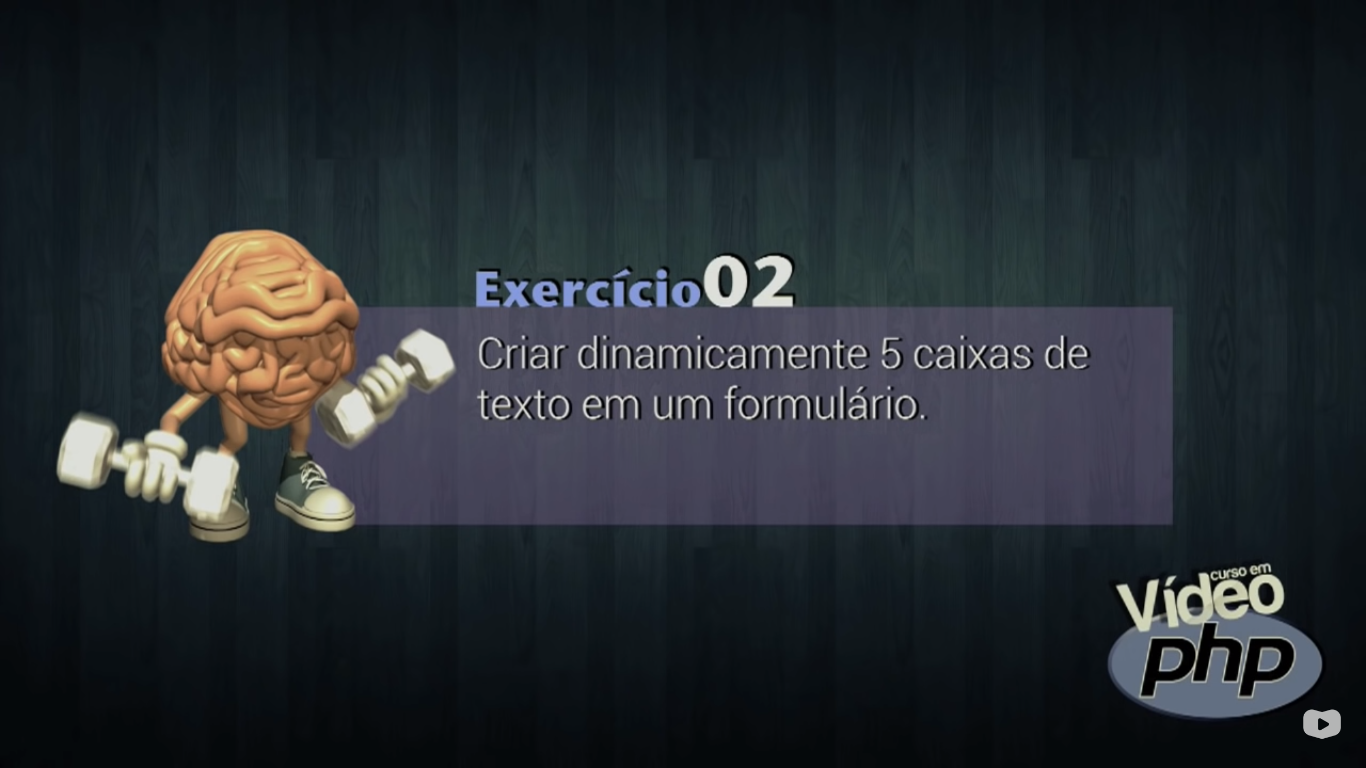 Exercício02
Criar dinamicamente 5 caixas de
texto em um formulário.
curso em
Vídeo
php